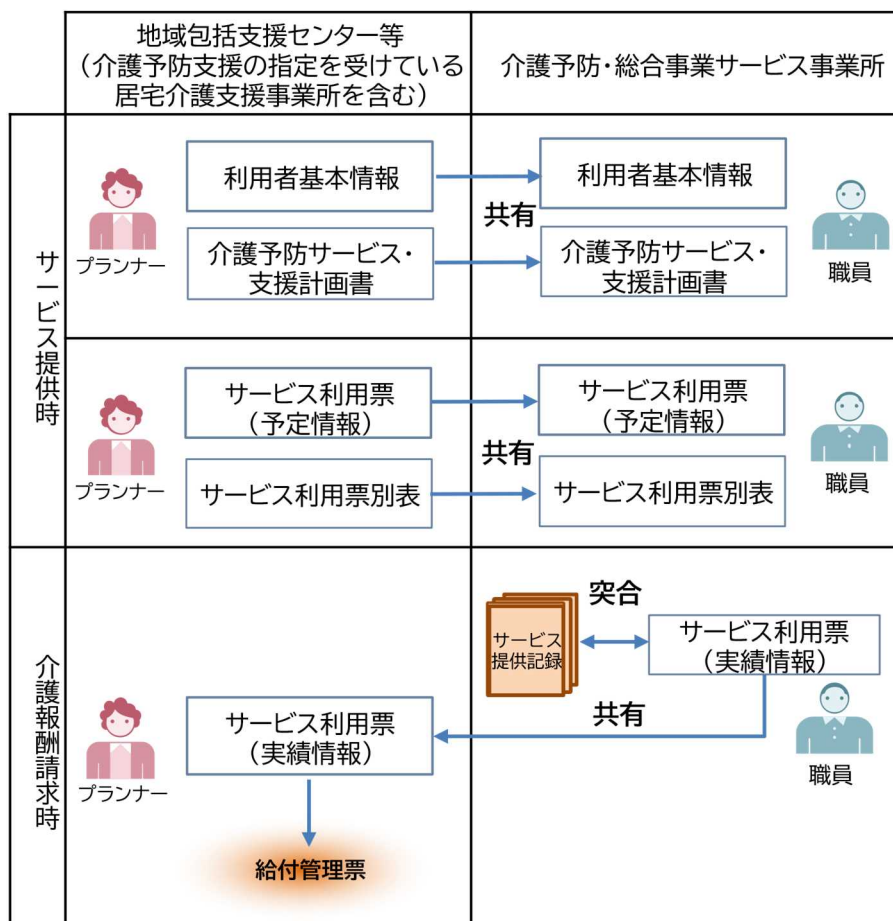 地域包括支援センター等
（介護予防支援の指定を受けている
居宅介護支援事業所を含む）
介護予防・総合事業サービス事業所
サービス提供時
利用者基本情報
利用者基本情報
共有
プランナー
介護予防サービス・
支援計画書
介護予防サービス・
支援計画書
職員
サービス利用票
（予定情報）
サービス利用票
（予定情報）
共有
プランナー
サービス利用票別表
サービス利用票別表
職員
介護報酬請求時
突合
サービス
提供記録
サービス利用票
（実績情報）
共有
プランナー
サービス利用票
（実績情報）
職員
給付管理票